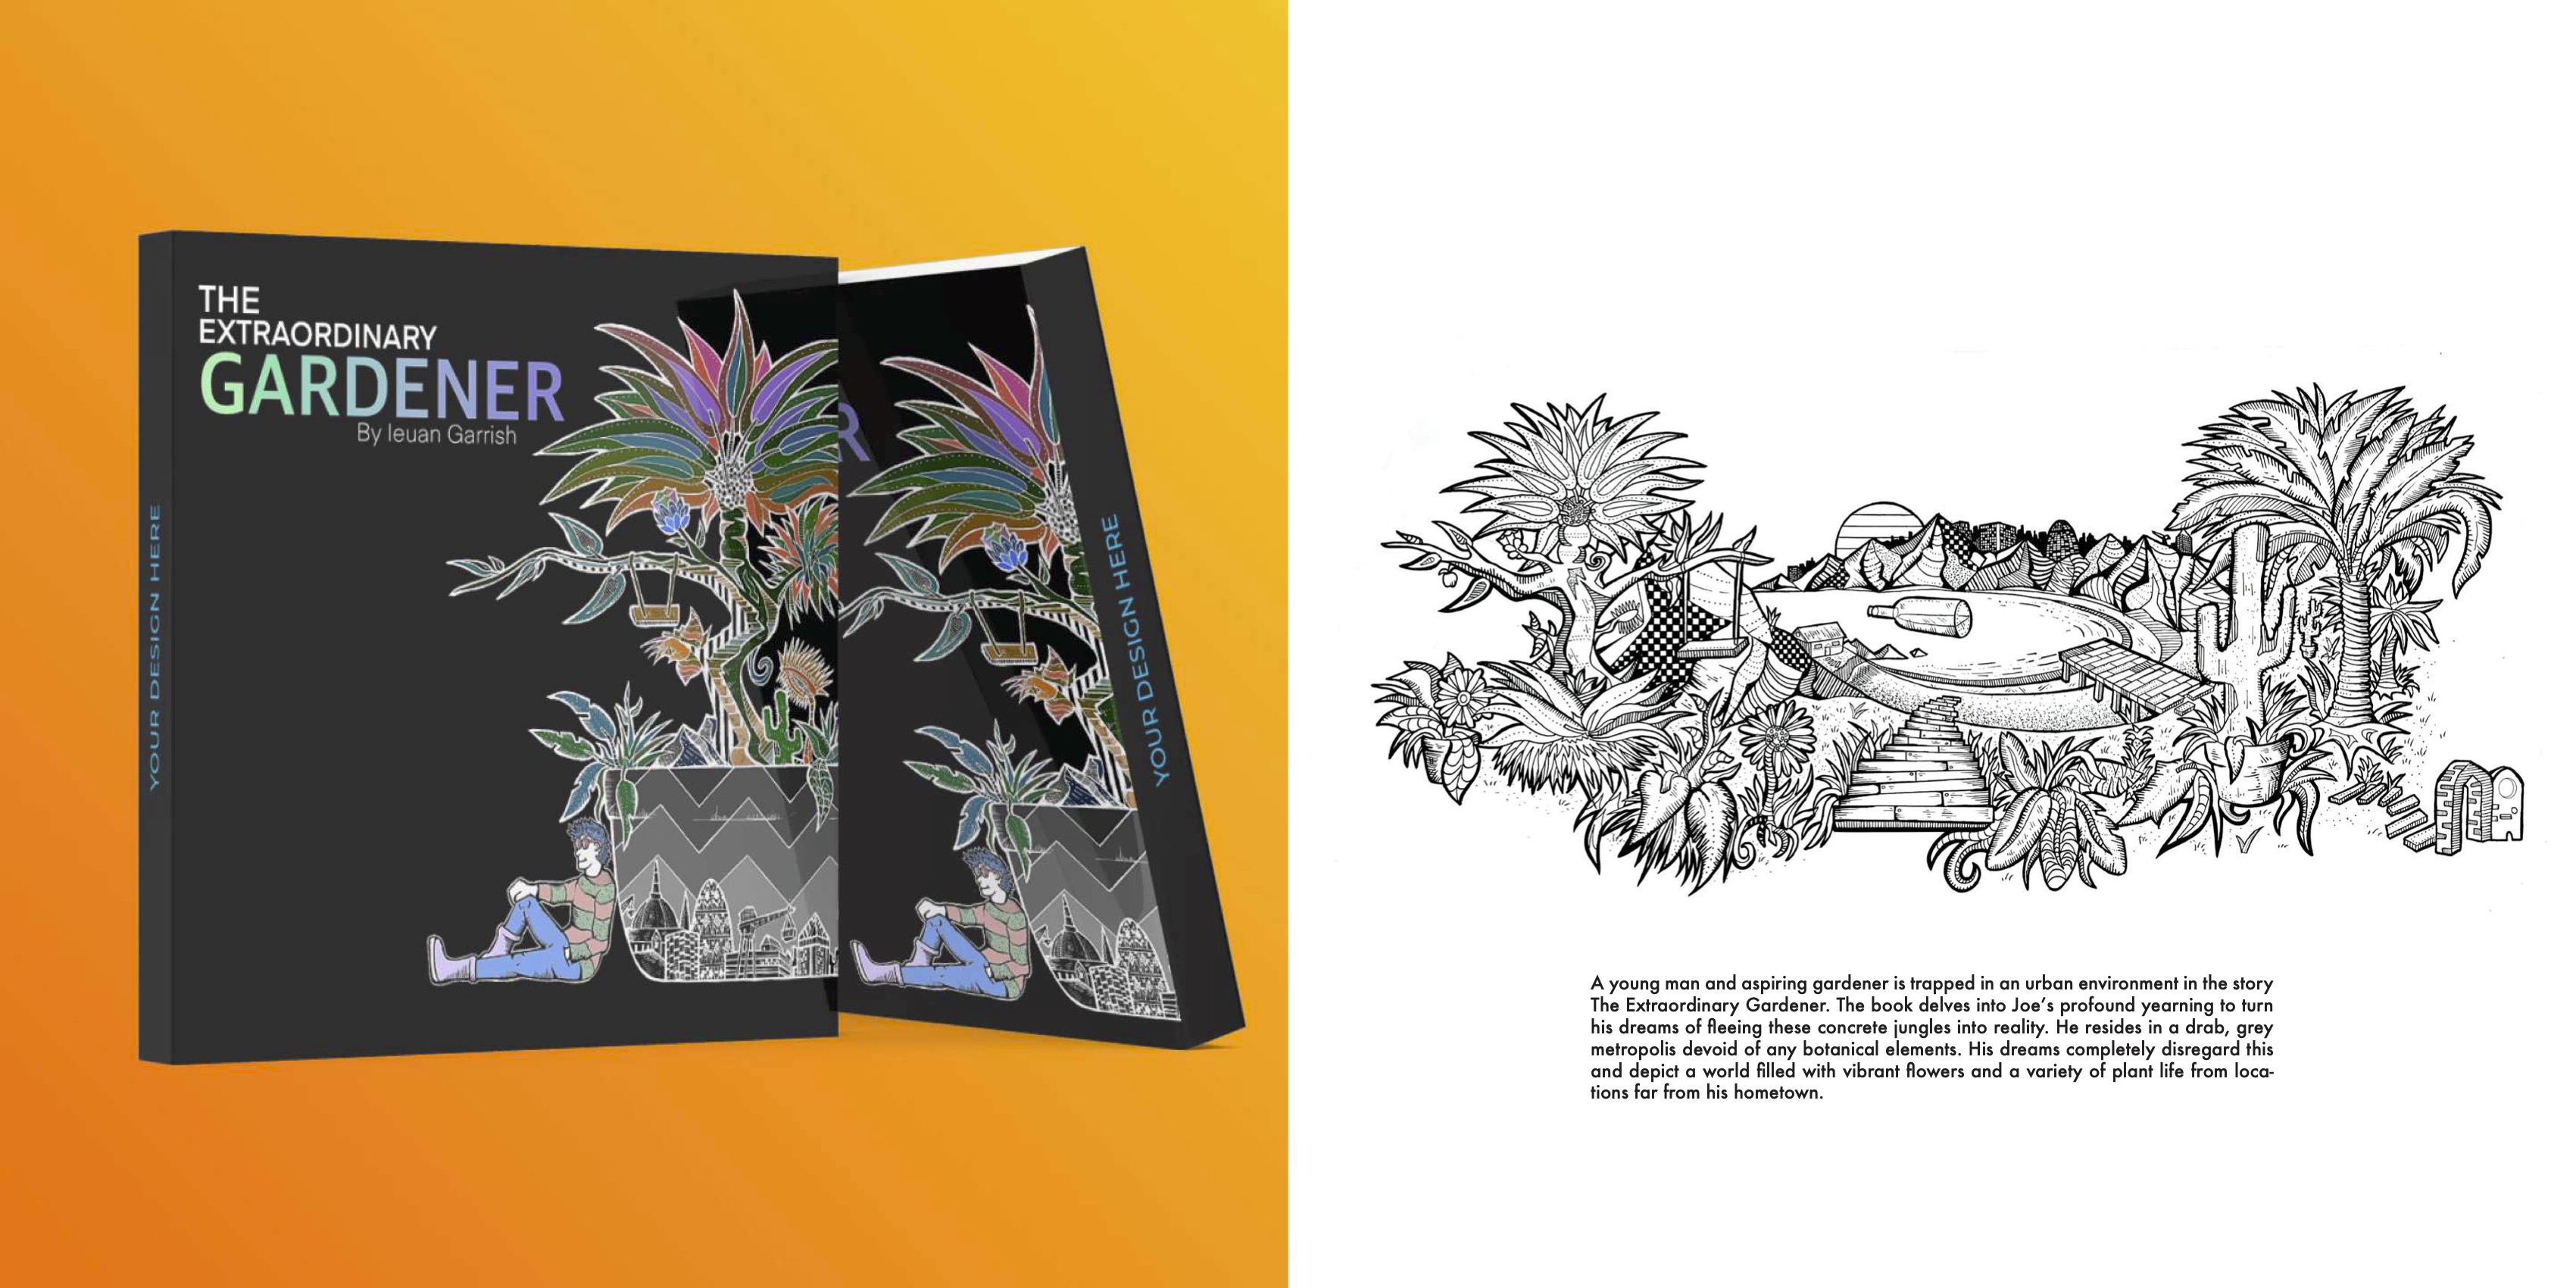 THE
EXTRAORDINARY
GARDENER
By Ieuan Garrish
YOUR DESIGN HERE
R
YOUR DESIGN HERE
A young man and aspiring gardener is trapped in an urban environment in the story
The Extraordinary Gardener. The book delves into Joe’s profound yearning to turn
his dreams of fleeing these concrete jungles into reality. He resides in a drab, grey
metropolis devoid of any botanical elements. His dreams completely disregard this
and depict a world filled with vibrant flowers and a variety of plant life from loca-
tions far from his hometown.